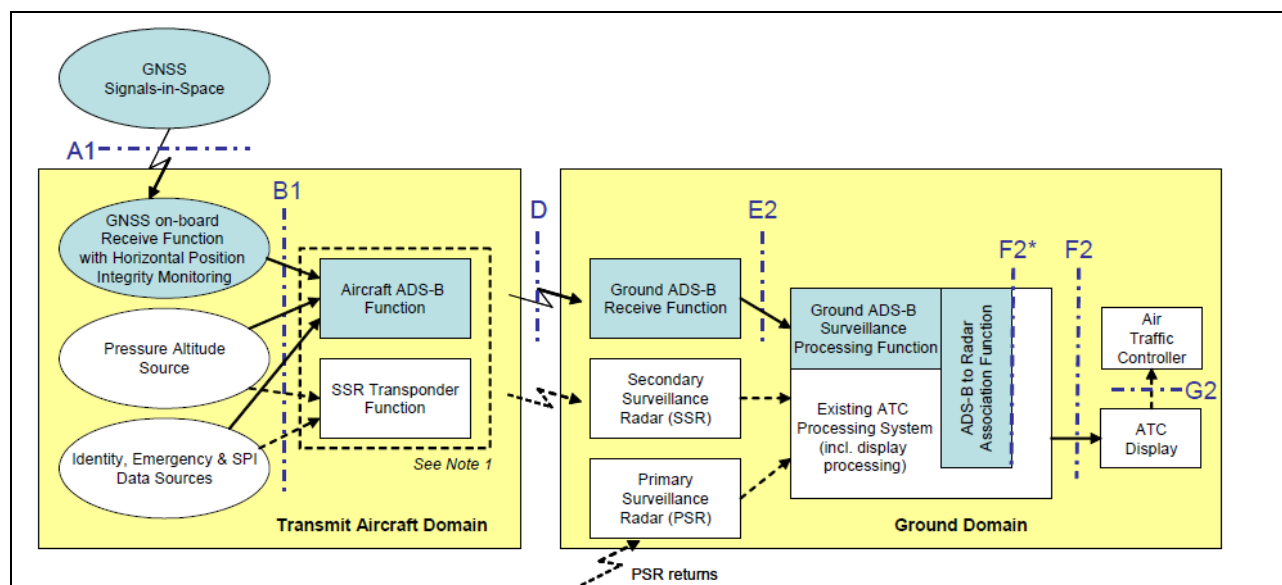 GNSS
Signals-in-Space
A1
B1
GNSS on-board
Receive Function
with Horizontal Position
Integrity Monitoring
Pressure Altitude
Source
Identity, Emergency & SPI
Data Sources
Aircraft ADS-B
Function
SSR Transponder
Function
See Note 1
Transmit Aircraft Domain
D
E2
Ground ADS-B
Receive Function
Secondary
Surveillance
Radar (SSR)
Primary
Surveillance
Radar (PSR)
PSR returns
Ground ADS-B
Surveillance
Processing Function
Existing ATC
Processing System
(incl. display
processing)
ADS-B to Radar
Association Function
F2*
F2
Air
Traffic
Controller
G2
ATC
Display
Ground Domain